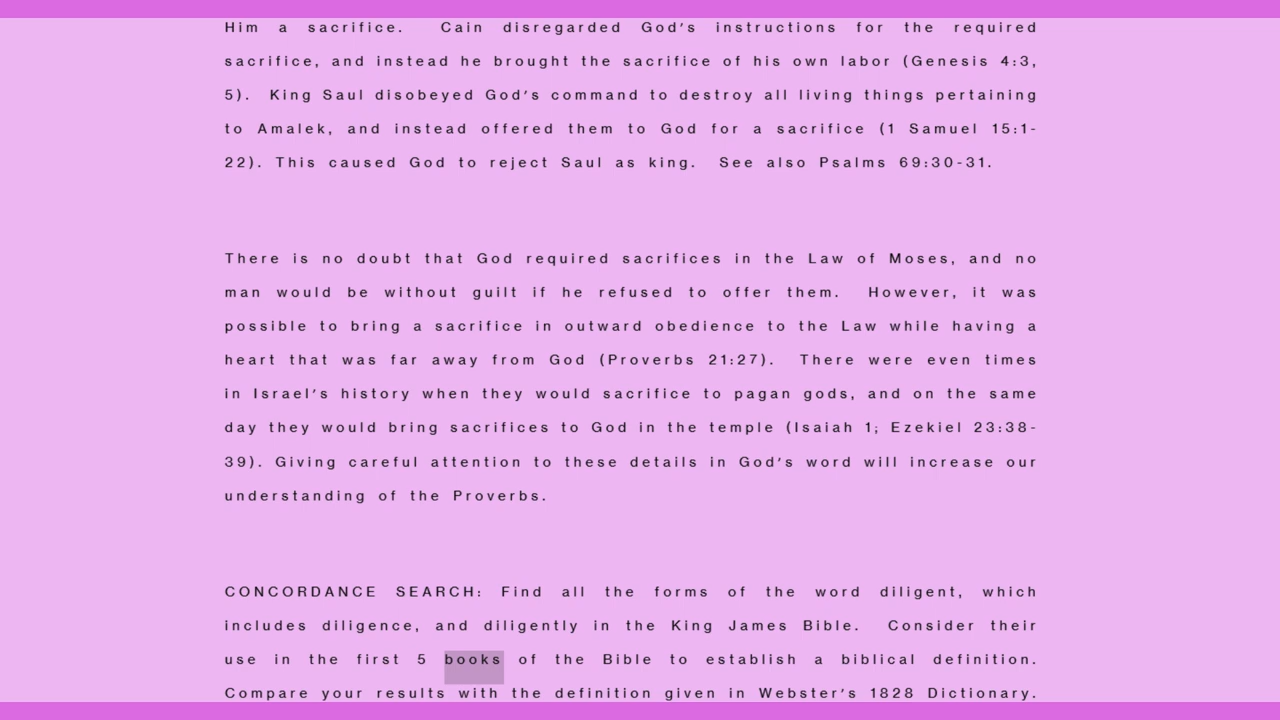 Him a sacrifice. Cain disregarded God's instructions for the required
sacrifice, and instead he brought the sacrifice of his own labor (Genesis 4:3,
5). King Saul disobeyed God's command to destroy all living things pertaining
to Amalek, and instead offered them to God for a sacrifice (1 Samuel 15:1-
22). This caused God to reject Saul as king. See also Psalms 69:30-31.
There is no doubt that God required sacrifices in the Law of Moses, and no
man would be without guilt if he refused to offer them. However, it was
possible to bring a sacrifice in outward obedience to the Law while having a
heart that was far away from God (Proverbs 21:27). There were even times
in Israel's history when they would sacrifice to pagan gods, and on the same
day they would bring sacrifices to God in the temple (Isaiah 1; Ezekiel 23:38-
39). Giving careful attention to these details in God's word will increase our
understanding of the Proverbs.
CONCORDANCE SEARCH: Find all the forms of the word diligent, which
includes diligence, and diligently in the King James Bible. Consider their
use in the first 5 books of the Bible to establish a biblical definition.
Compare your results with the definition given in Webster's 1828 Dictionary.